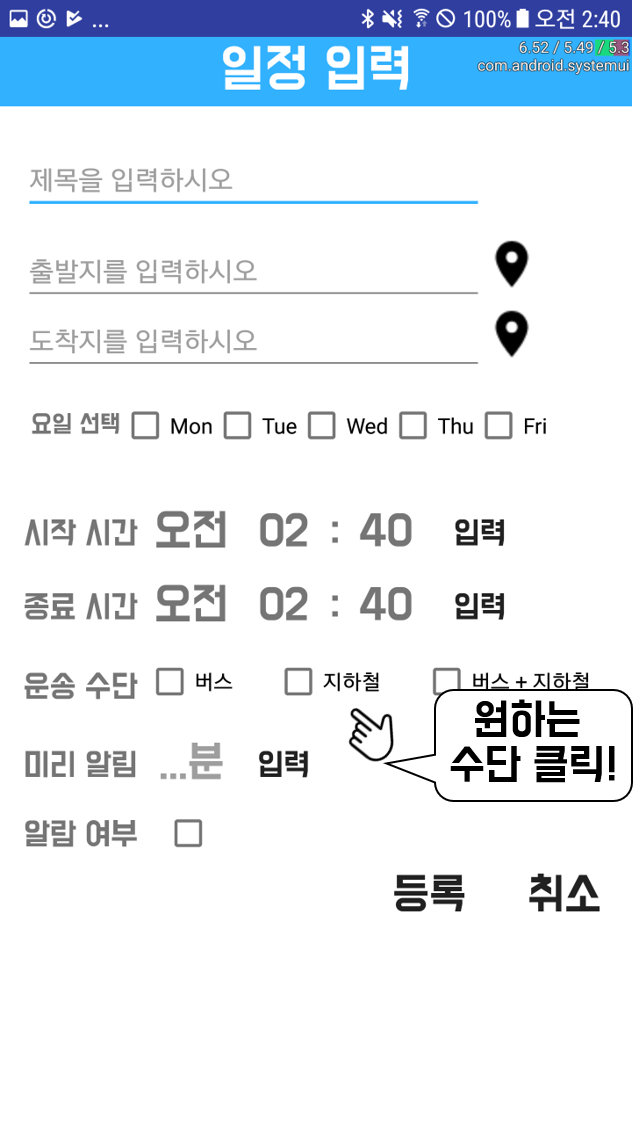 ... 100% 오전 2:40
6.52 / 5.49 / 5.3
com.android.systemui
일정 입력
제목을 입력하시오
출발지를 입력하시오
도착지를 입력하시오
요일 선택 Mon Tue Wed Thu Fri
시작 시간 오전 02 : 40 입력
종료 시간 오전 02 : 40 입력
운송 수단 버스 지하철 버스 + 지하철
원하는
수단 클릭!
미리 알림 ...분 입력
알람 여부
등록 취소